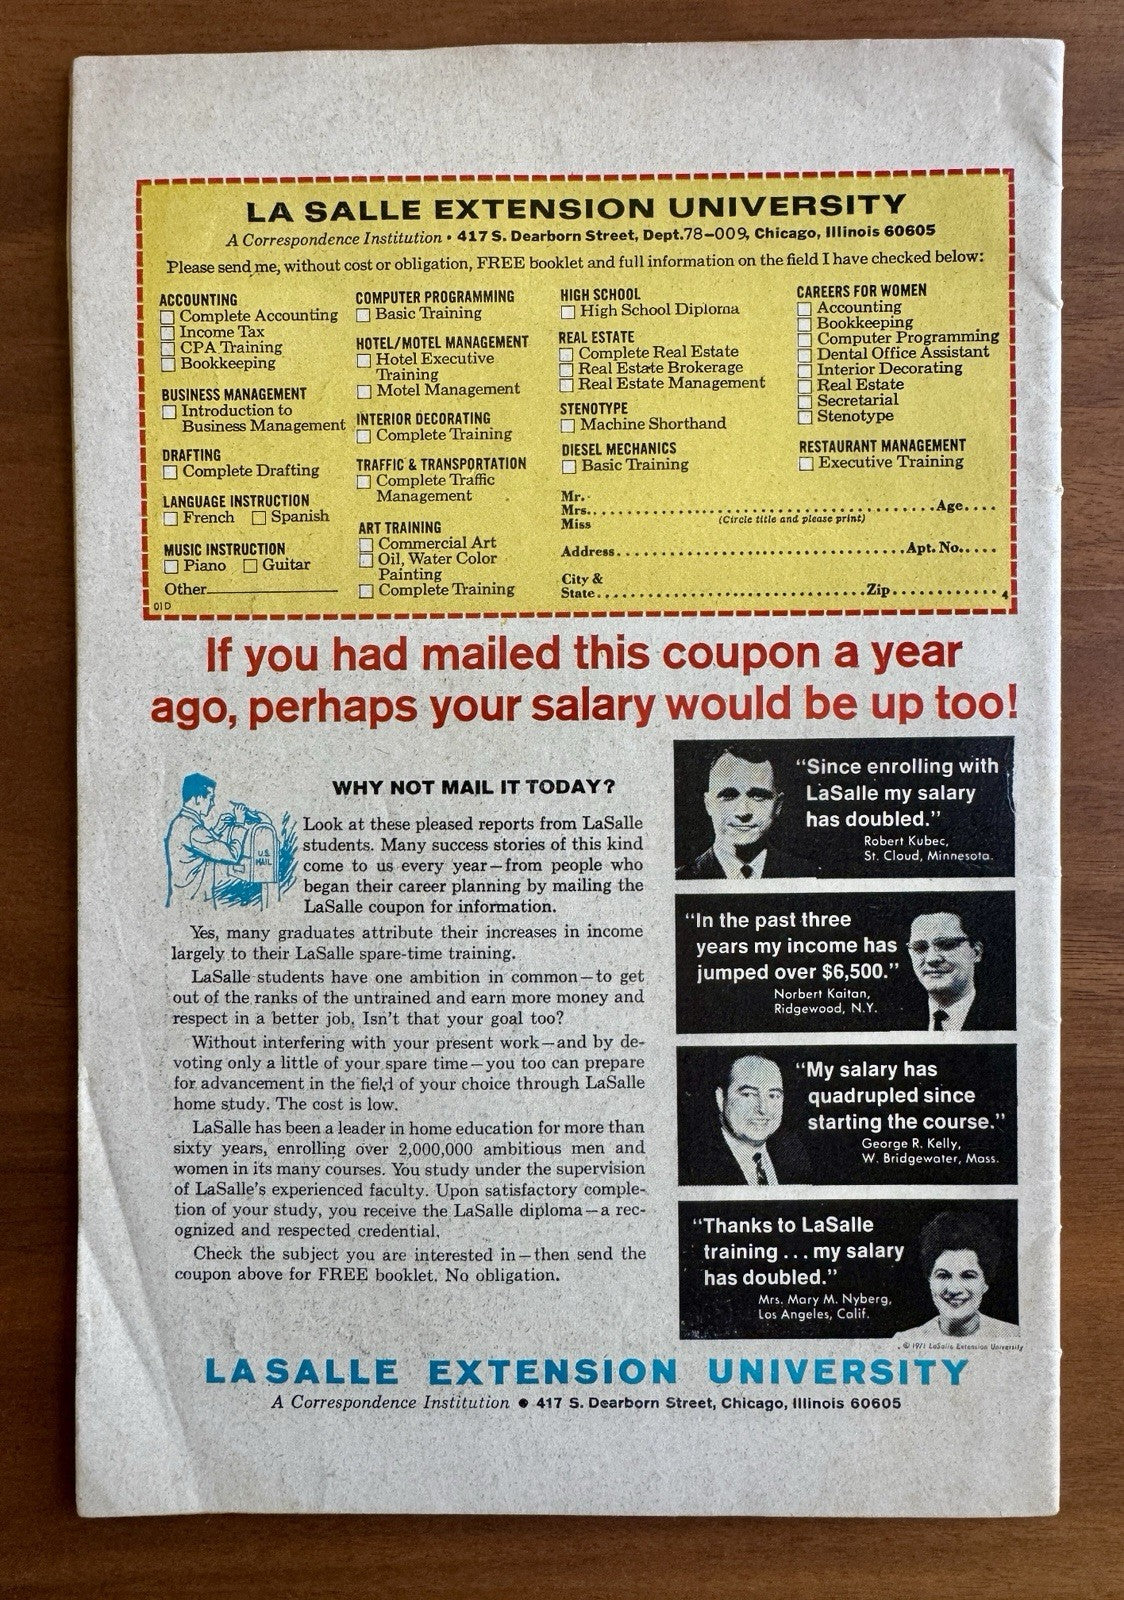 LA SALLE EXTENSION UNIVERSITY
A Correspondence Institution • 417 S. Dearborn Street, Dept.78-009, Chicago, Illinois 60605
Please send me, without cost or obligation, FREE booklet and full information on the field I have checked below:
ACCOUNTING
Complete Accounting
Income Tax
CPA Training
Bookkeeping
BUSINESS MANAGEMENT
Introduction to
Business Management
DRAFTING
Complete Drafting
LANGUAGE INSTRUCTION
French Spanish
MUSIC INSTRUCTION
Piano Guitar
Other
01D
COMPUTER PROGRAMMING
Basic Training
HOTEL/MOTEL MANAGEMENT
Hotel Executive
Training
Motel Management
INTERIOR DECORATING
Complete Training
TRAFFIC & TRANSPORTATION
Complete Traffic
Management
ART TRAINING
Commercial Art
Oil, Water Color
Painting
Complete Training
HIGH SCHOOL
High School Diploma
REAL ESTATE
Complete Real Estate
Real Estate Brokerage
Real Estate Management
STENOTYPE
Machine Shorthand
DIESEL MECHANICS
Basic Training
CAREERS FOR WOMEN
Accounting
Bookkeeping
Computer Programming
Dental Office Assistant
Interior Decorating
Real Estate
Secretarial
Stenotype
RESTAURANT MANAGEMENT
Executive Training
Mr.
Mrs. Age
Miss (Circle title and please print)
Address Apt. No.
City &
State Zip 4
If you had mailed this coupon a year
ago, perhaps your salary would be up too!
U.S.
MAIL
WHY NOT MAIL IT TODAY?
Look at these pleased reports from LaSalle
students. Many success stories of this kind
come to us every year—from people who
began their career planning by mailing the
LaSalle coupon for information.
Yes, many graduates attribute their increases in income
largely to their LaSalle spare-time training.
LaSalle students have one ambition in common—to get
out of the ranks of the untrained and earn more money and
respect in a better job. Isn't that your goal too?
Without interfering with your present work—and by de-
voting only a little of your spare time—you too can prepare
for advancement in the field of your choice through LaSalle
home study. The cost is low.
LaSalle has been a leader in home education for more than
sixty years, enrolling over 2,000,000 ambitious men and
women in its many courses. You study under the supervision
of LaSalle's experienced faculty. Upon satisfactory comple-
tion of your study, you receive the LaSalle diploma—a rec-
ognized and respected credential.
Check the subject you are interested in—then send the
coupon above for FREE booklet. No obligation.
"Since enrolling with
LaSalle my salary
has doubled."
Robert Kubec,
St. Cloud, Minnesota.
"In the past three
years my income has
jumped over $6,500."
Norbert Kaitan,
Ridgewood, N.Y.
"My salary has
quadrupled since
starting the course."
George R. Kelly,
W. Bridgewater, Mass.
"Thanks to LaSalle
training . . . my salary
has doubled."
Mrs. Mary M. Nyberg,
Los Angeles, Calif.
© 1971 LaSalle Extension University
LASALLE EXTENSION UNIVERSITY
A Correspondence Institution • 417 S. Dearborn Street, Chicago, Illinois 60605